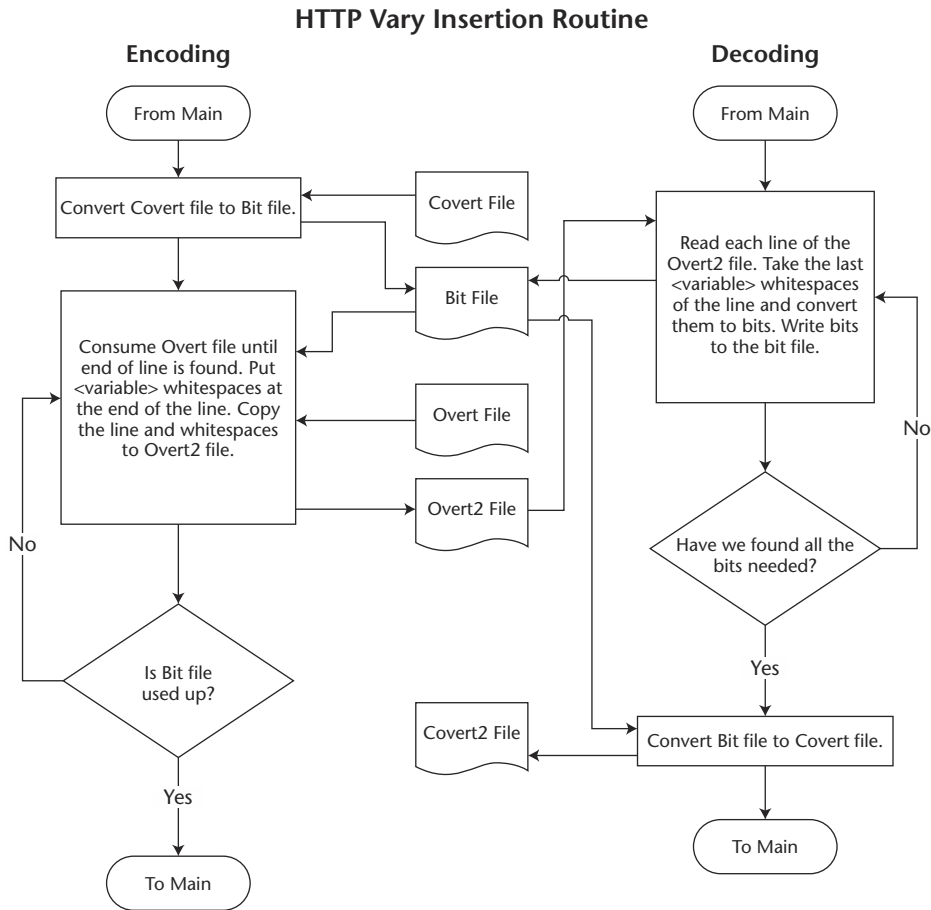 HTTP Vary Insertion Routine
Encoding
Decoding
From Main
From Main
Convert Covert file to Bit file.
Covert File
Read each line of the
Overt2 file. Take the last
<variable> whitespaces
of the line and convert
them to bits. Write bits
to the bit file.
Bit File
Consume Overt file until
end of line is found. Put
<variable> whitespaces at
the end of the line. Copy
the line and whitespaces
to Overt2 file.
Overt File
No
Overt2 File
No
Have we found all the
bits needed?
Is Bit file
used up?
Yes
Covert2 File
Convert Bit file to Covert file.
Yes
To Main
To Main